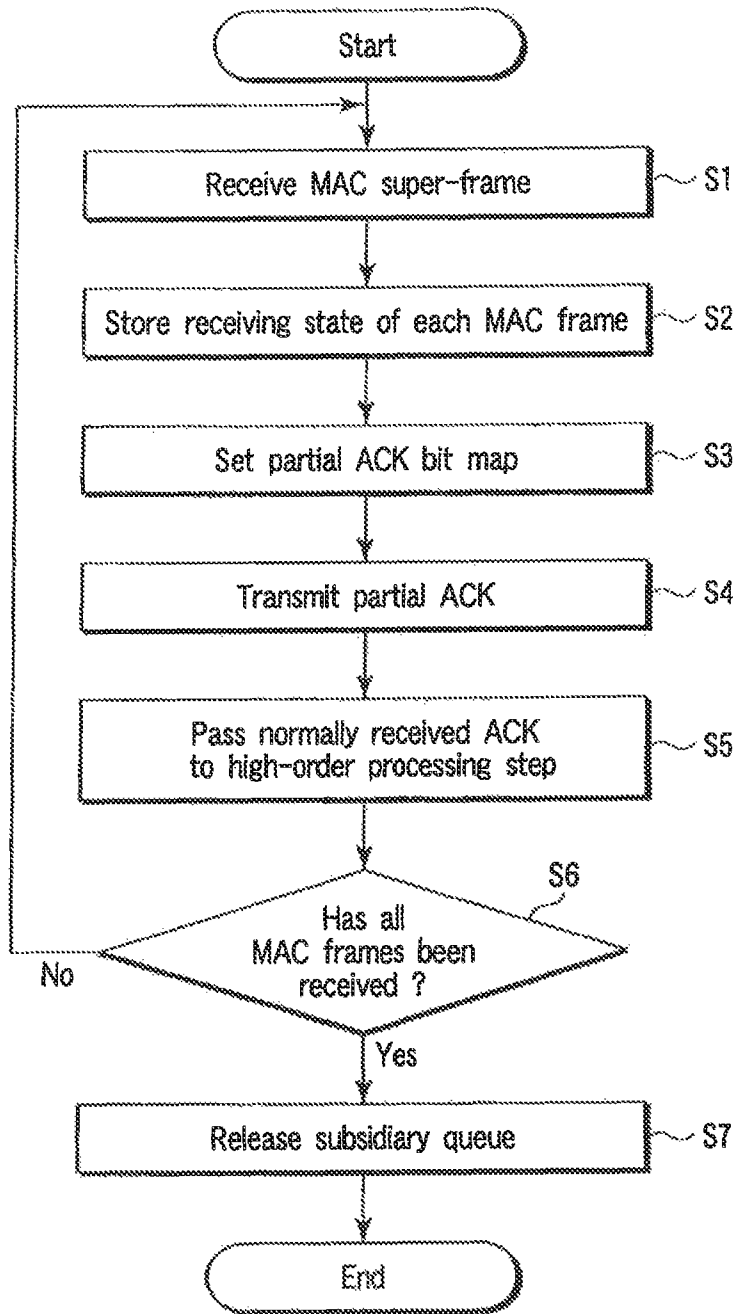 Start
Receive MAC super-frame
S1
Store receiving state of each MAC frame
S2
Set partial ACK bit map
S3
Transmit partial ACK
S4
Pass normally received ACK
to high-order processing step
S5
S6
Has all
MAC frames been
received ?
No
Yes
Release subsidiary queue
S7
End